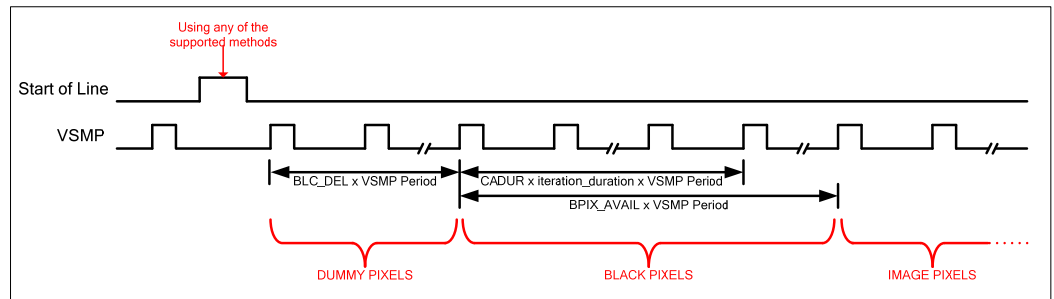 Using any of the
supported methods
Start of Line
VSMP
BLC_DEL x VSMP Period
CADUR x iteration_duration x VSMP Period
BPIX_AVAIL x VSMP Period
DUMMY PIXELS
BLACK PIXELS
IMAGE PIXELS